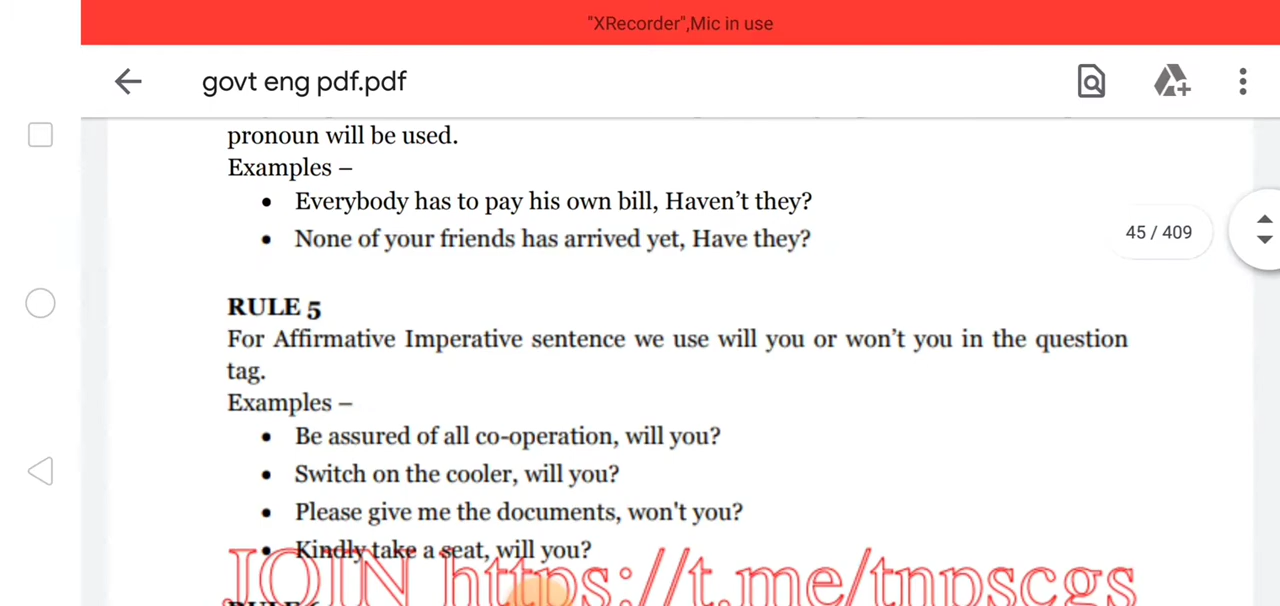 "XRecorder",Mic in use
govt eng pdf.pdf
pronoun will be used.
Examples –
• Everybody has to pay his own bill, Haven't they?
• None of your friends has arrived yet, Have they?
45 / 409
RULE 5
For Affirmative Imperative sentence we use will you or won't you in the question
tag.
Examples –
• Be assured of all co-operation, will you?
• Switch on the cooler, will you?
• Please give me the documents, won't you?
• Kindly take a seat, will you?
JOIN https://t.me/tnpscgs